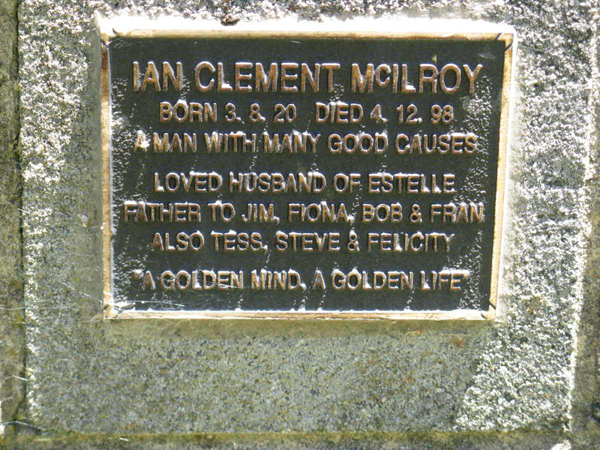 IAN CLEMENT McILROY
BORN 3. 8. 20 DIED 4. 12. 98
A MAN WITH MANY GOOD CAUSES
LOVED HUSBAND OF ESTELLE
FATHER TO JIM, FIONA, BOB & FRAN
ALSO TESS, STEVE & FELICITY
"A GOLDEN MIND, A GOLDEN LIFE"